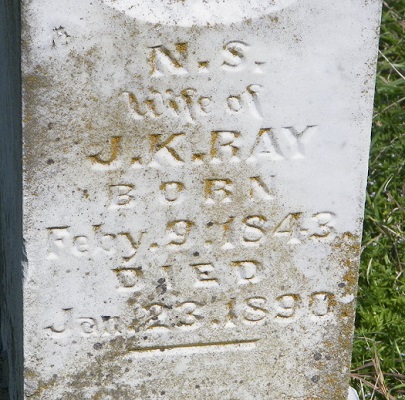 N. S.
Wife of
J. K. RAY
BORN
Feby. 9. 1843.
DIED
Jan. 23. 1890.